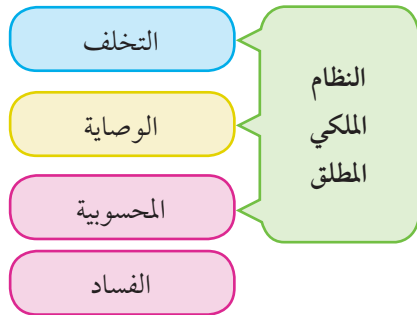 النظام
الملكي
المطلق
التخلف
الوصاية
المحسوبية
الفساد